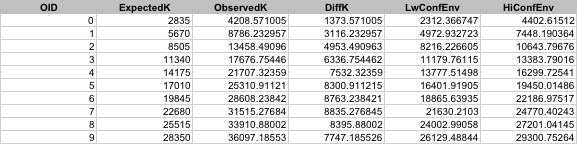 OID ExpectedK ObservedK DiffK LwConfEnv HiConfEnv
0 2835 4208.571005 1373.571005 2312.366747 4402.61512
1 5670 8786.232957 3116.232957 4972.932723 7448.190364
2 8505 13458.49096 4953.490963 8216.226605 10643.79676
3 11340 17676.75446 6336.754462 11179.76115 13383.79016
4 14175 21707.32359 7532.32359 13777.51498 16299.72541
5 17010 25310.91121 8300.911215 16401.91905 19450.01486
6 19845 28608.23842 8763.238421 18865.63935 22186.97517
7 22680 31515.27684 8835.276845 21630.2103 24770.40243
8 25515 33910.88002 8395.88002 24002.99058 27201.04145
9 28350 36097.18553 7747.185526 26129.48844 29300.75264